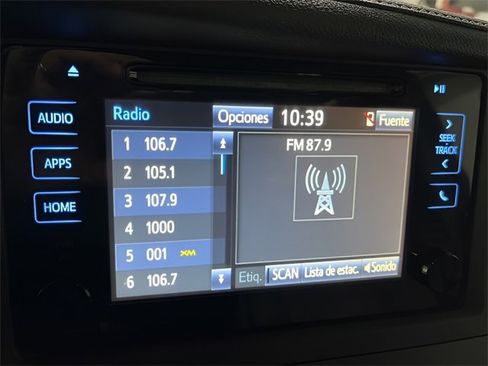 AUDIO
APPS
HOME
Radio
Opciones
10:39
Fuente
1 106.7
2 105.1
3 107.9
4 1000
5 001 XM
6 106.7
FM 87.9
Etiq.
SCAN
Lista de estac.
Sonido
SEEK
TRACK